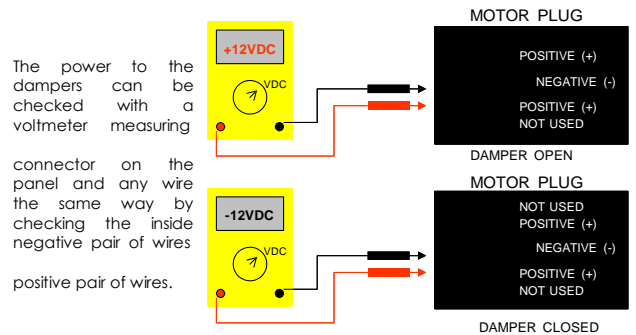 The power to the
dampers can be
checked with a
voltmeter measuring
connector on the
panel and any wire
the same way by
checking the inside
negative pair of wires
positive pair of wires.
+12VDC
VDC
MOTOR PLUG
POSITIVE (+)
NEGATIVE (-)
POSITIVE (+)
NOT USED
DAMPER OPEN
-12VDC
VDC
MOTOR PLUG
NOT USED
POSITIVE (+)
NEGATIVE (-)
POSITIVE (+)
NOT USED
DAMPER CLOSED